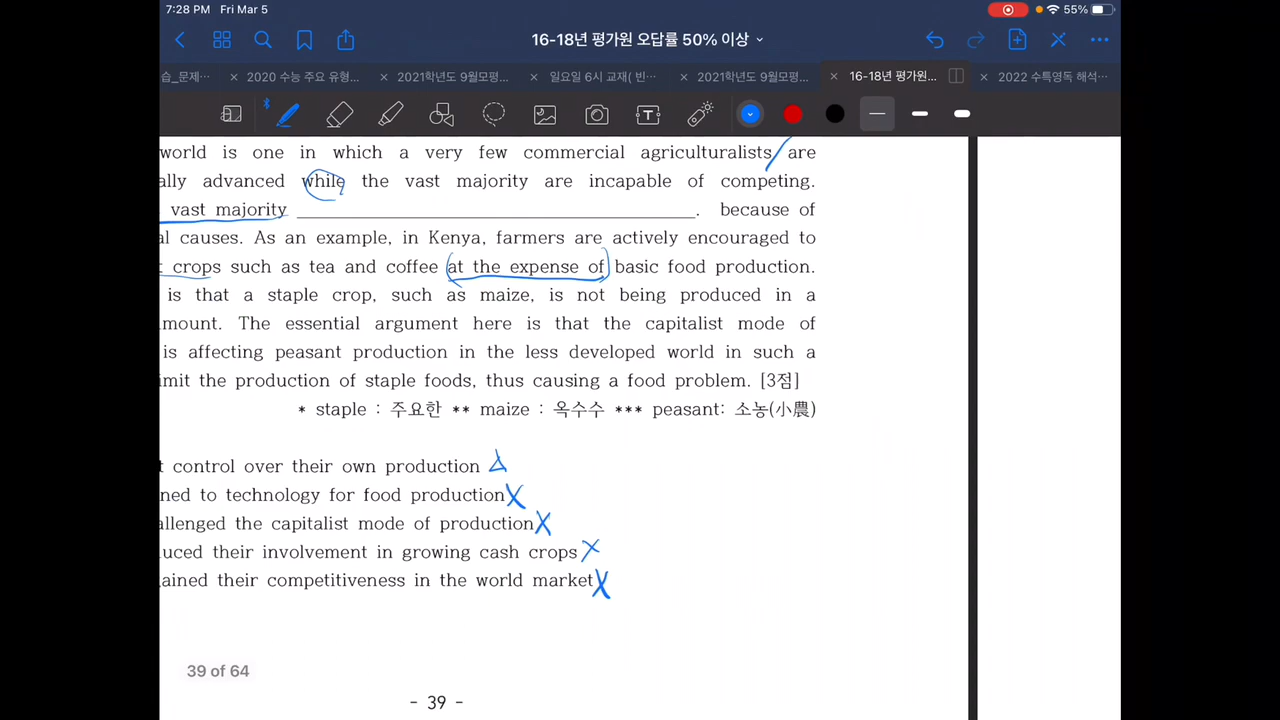 7:28 PM Fri Mar 5
55%
16-18년 평가원 오답률 50% 이상
습_문제…
2020 수능 주요 유형…
2021학년도 9월모평…
일요일 6시 교재( 빈…
2021학년도 9월모평…
16-18년 평가원…
2022 수특영독 해석…
world is one in which a very few commercial agriculturalists are
ally advanced while the vast majority are incapable of competing.
vast majority ________________________________. because of
al causes. As an example, in Kenya, farmers are actively encouraged to
t crops such as tea and coffee at the expense of basic food production.
is that a staple crop, such as maize, is not being produced in a
amount. The essential argument here is that the capitalist mode of
is affecting peasant production in the less developed world in such a
imit the production of staple foods, thus causing a food problem. [3점]
* staple : 주요한 ** maize : 옥수수 *** peasant: 소농(小農)
t control over their own production
ned to technology for food production X
allenged the capitalist mode of production X
uced their involvement in growing cash crops X
ained their competitiveness in the world market X
39 of 64
- 39 -